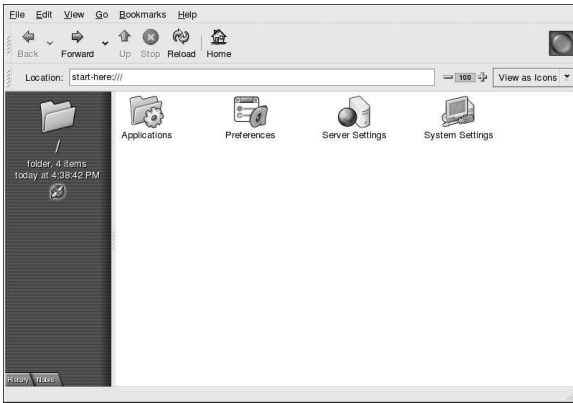 File Edit View Go Bookmarks Help
Back Forward Up Stop Reload Home
Location: start-here:/// 100 View as Icons
/
folder, 4 items
today at 4:38:42 PM
Applications Preferences Server Settings System Settings
History Notes